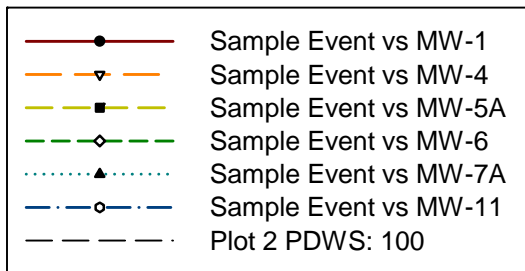 Sample Event vs MW-1
Sample Event vs MW-4
Sample Event vs MW-5A
Sample Event vs MW-6
Sample Event vs MW-7A
Sample Event vs MW-11
Plot 2 PDWS: 100